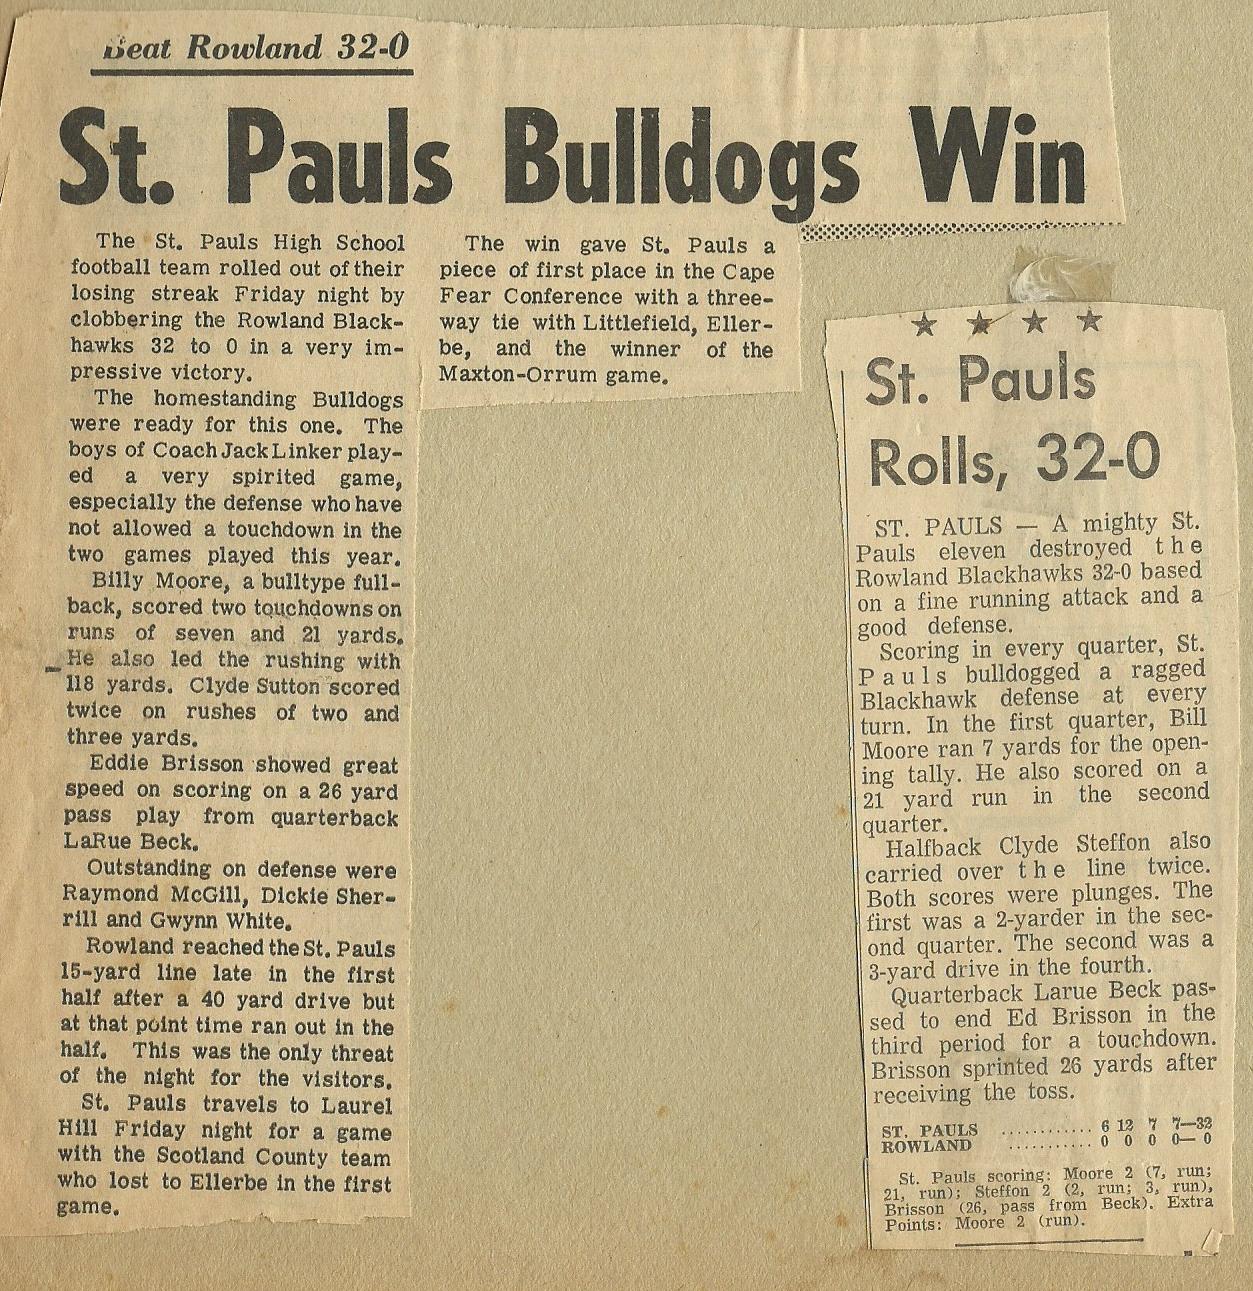 Beat Rowland 32-0
St. Pauls Bulldogs Win
The St. Pauls High School
football team rolled out of their
losing streak Friday night by
clobbering the Rowland Black-
hawks 32 to 0 in a very im-
pressive victory.
The homestanding Bulldogs
were ready for this one. The
boys of Coach Jack Linker play-
ed a very spirited game,
especially the defense who have
not allowed a touchdown in the
two games played this year.
Billy Moore, a bulltype full-
back, scored two touchdowns on
runs of seven and 21 yards.
He also led the rushing with
118 yards. Clyde Sutton scored
twice on rushes of two and
three yards.
Eddie Brisson showed great
speed on scoring on a 26 yard
pass play from quarterback
LaRue Beck.
Outstanding on defense were
Raymond McGill, Dickie Sher-
rill and Gwynn White.
Rowland reached the St. Pauls
15-yard line late in the first
half after a 40 yard drive but
at that point time ran out in the
half. This was the only threat
of the night for the visitors.
St. Pauls travels to Laurel
Hill Friday night for a game
with the Scotland County team
who lost to Ellerbe in the first
game.
The win gave St. Pauls a
piece of first place in the Cape
Fear Conference with a three-
way tie with Littlefield, Eller-
be, and the winner of the
Maxton-Orrum game.
★ ★ ★ ★
St. Pauls
Rolls, 32-0
ST. PAULS — A mighty St.
Pauls eleven destroyed the
Rowland Blackhawks 32-0 based
on a fine running attack and a
good defense.
Scoring in every quarter, St.
Pauls bulldogged a ragged
Blackhawk defense at every
turn. In the first quarter, Bill
Moore ran 7 yards for the open-
ing tally. He also scored on a
21 yard run in the second
quarter.
Halfback Clyde Steffon also
carried over the line twice.
Both scores were plunges. The
first was a 2-yarder in the sec-
ond quarter. The second was a
3-yard drive in the fourth.
Quarterback Larue Beck pas-
sed to end Ed Brisson in the
third period for a touchdown.
Brisson sprinted 26 yards after
receiving the toss.
ST. PAULS ............ 6 12 7 7—32
ROWLAND ........... 0 0 0 0— 0
St. Pauls scoring: Moore 2 (7, run;
21, run); Steffon 2 (2, run; 3, run),
Brisson (26, pass from Beck). Extra
Points: Moore 2 (run).